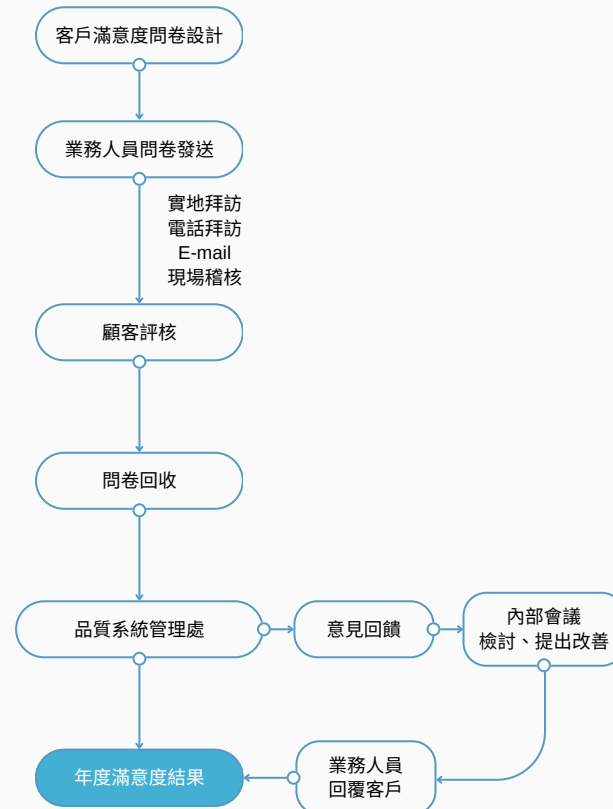 客戶滿意度問卷設計
業務人員問卷發送
實地拜訪
電話拜訪
E-mail
現場稽核
顧客評核
問卷回收
品質系統管理處
意見回饋
內部會議
檢討、提出改善
業務人員
回覆客戶
年度滿意度結果